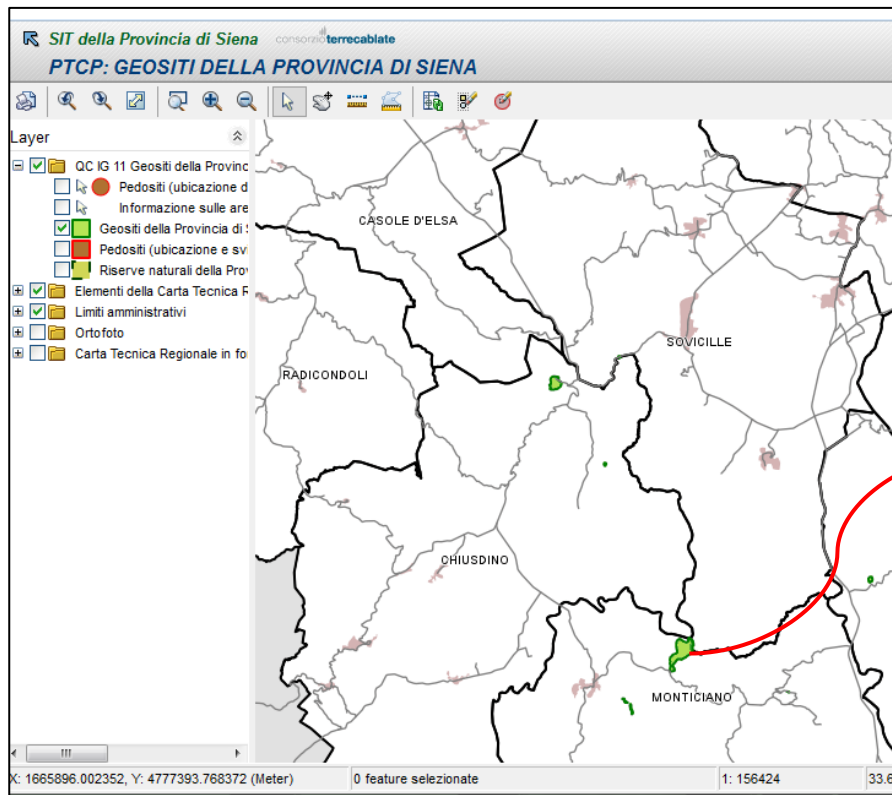 SIT della Provincia di Siena consorzioterrecablate
PTCP: GEOSITI DELLA PROVINCIA DI SIENA
Layer
QC IG 11 Geositi della Provinc
Pedositi (ubicazione d
Informazione sulle are
Geositi della Provincia di S
Pedositi (ubicazione e svi
Riserve naturali della Prov
Elementi della Carta Tecnica R
Limiti amministrativi
Ortofoto
Carta Tecnica Regionale in fo
CASOLE D'ELSA
SOVICILLE
RADICONDOLI
CHIUSDINO
MONTICIANO
X: 1665896.002352, Y: 4777393.768372 (Meter) 0 feature selezionate 1: 156424 33.6